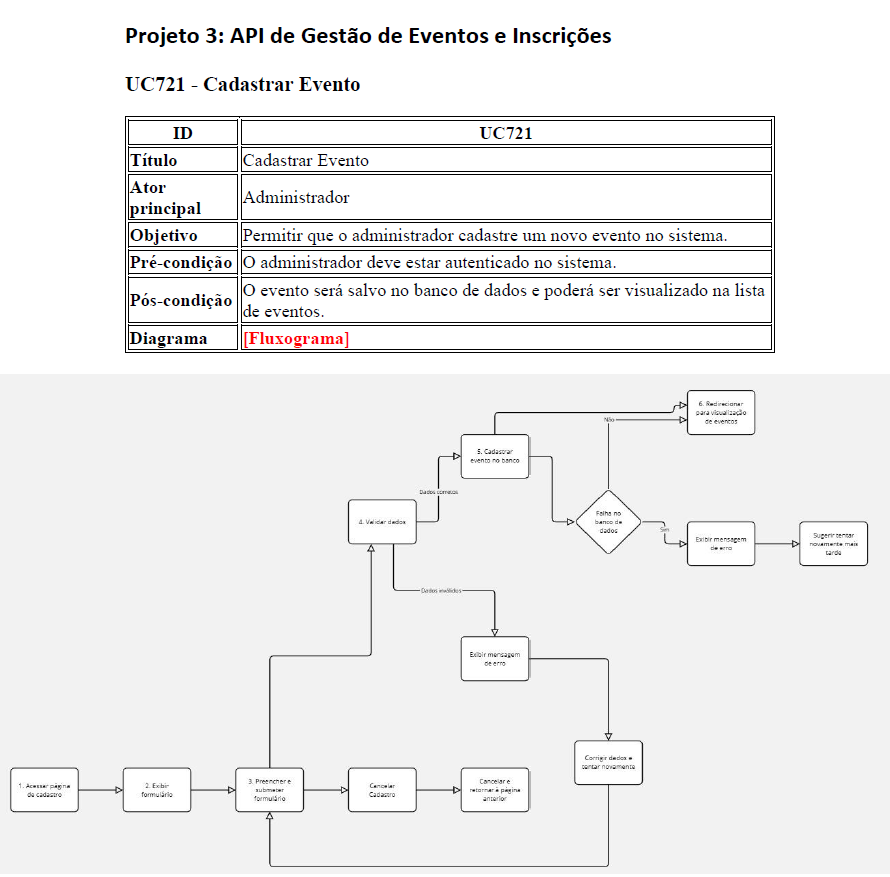 Projeto 3: API de Gestão de Eventos e Inscrições
UC721 - Cadastrar Evento
ID UC721
Título Cadastrar Evento
Ator
principal
Administrador
Objetivo Permitir que o administrador cadastre um novo evento no sistema.
Pré-condição O administrador deve estar autenticado no sistema.
Pós-condição
O evento será salvo no banco de dados e poderá ser visualizado na lista
de eventos.
Diagrama [Fluxograma]
6. Redirecionar
para visualização
de eventos
Não
5. Cadastrar
evento no banco
Dados corretos
4. Validar dados
Falha no
banco de
dados
Sim
Exibir mensagem
de erro
Sugerir tentar
novamente mais
tarde
Dados inválidos
Exibir mensagem
de erro
Corrigir dados e
tentar novamente
1. Acessar página
de cadastro
2. Exibir
formulário
3. Preencher e
submeter
formulário
Cancelar
Cadastro
Cancelar e
retornar à página
anterior